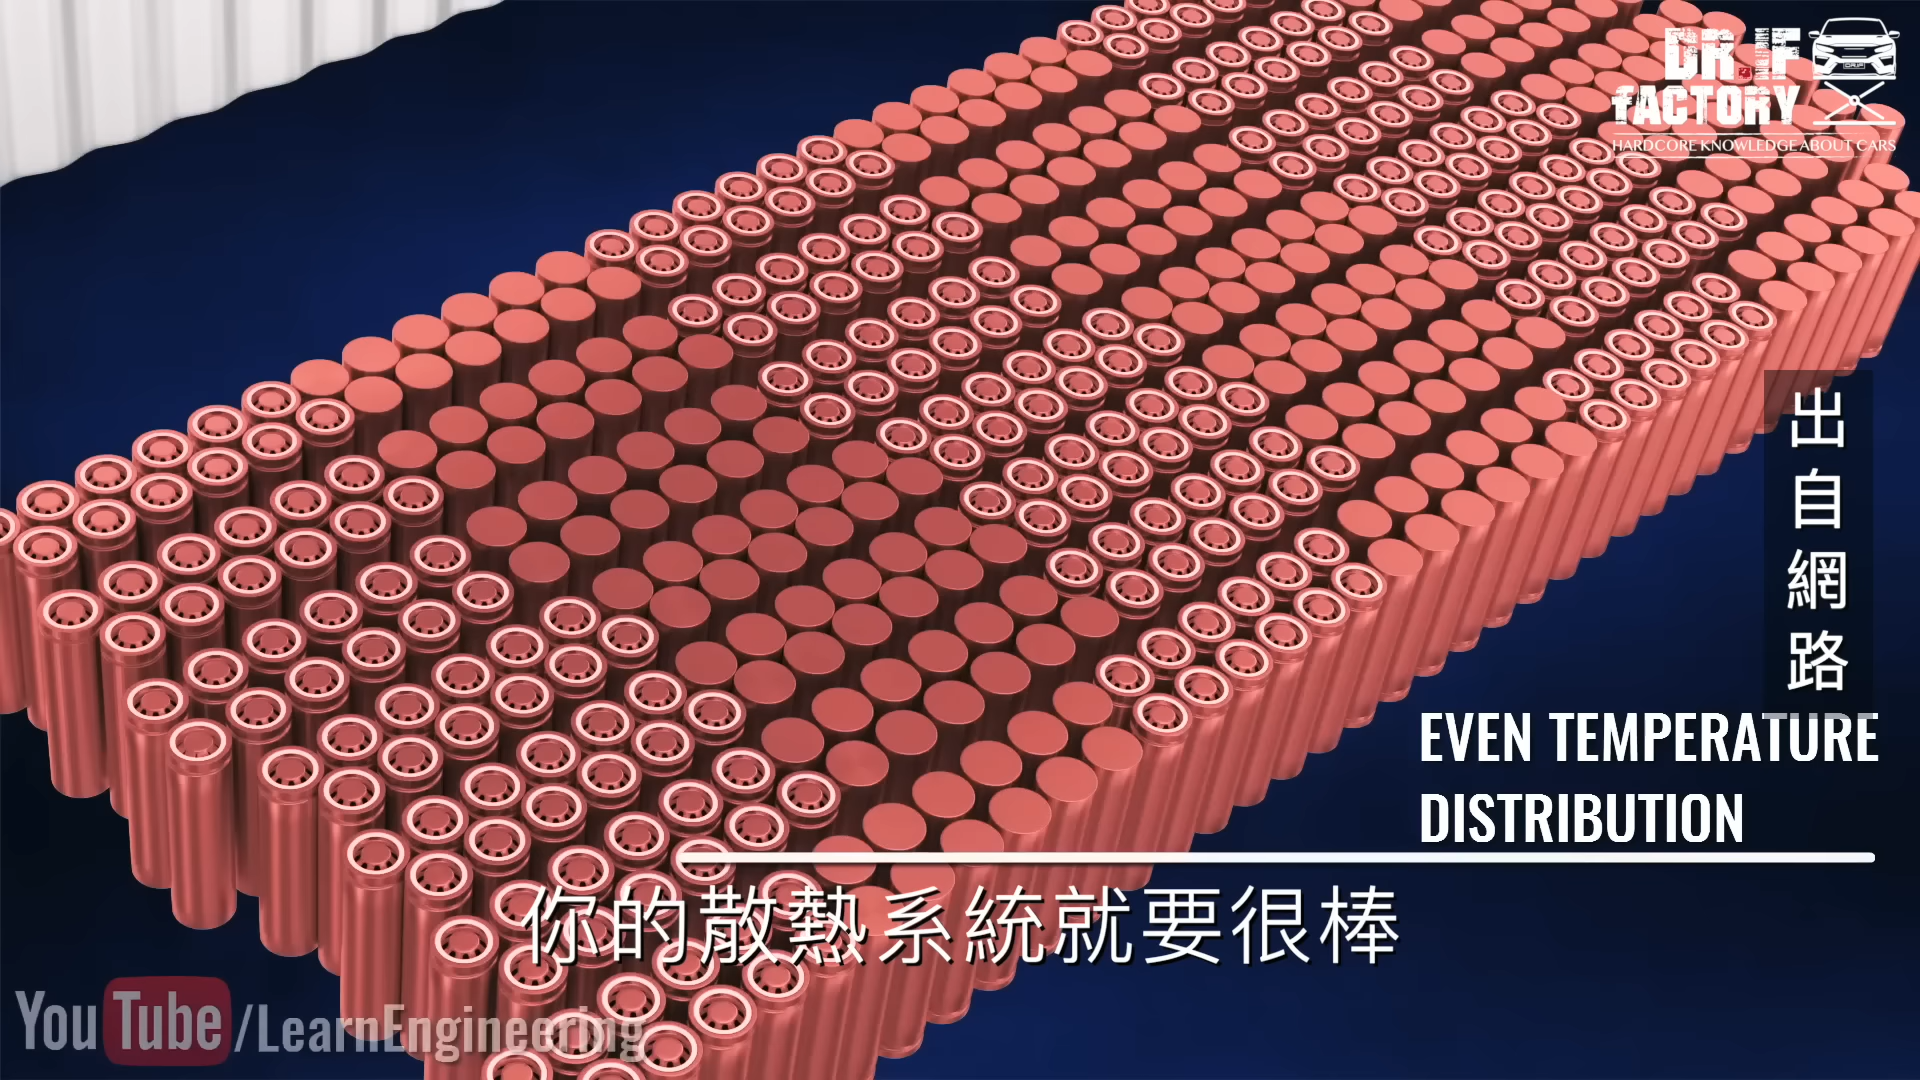 DR.IF
fACTORY
HARDCORE KNOWLEDGE ABOUT CARS
出自網路
EVEN TEMPERATURE
DISTRIBUTION
你的散熱系統就要很棒
YouTube/LearnEngineering